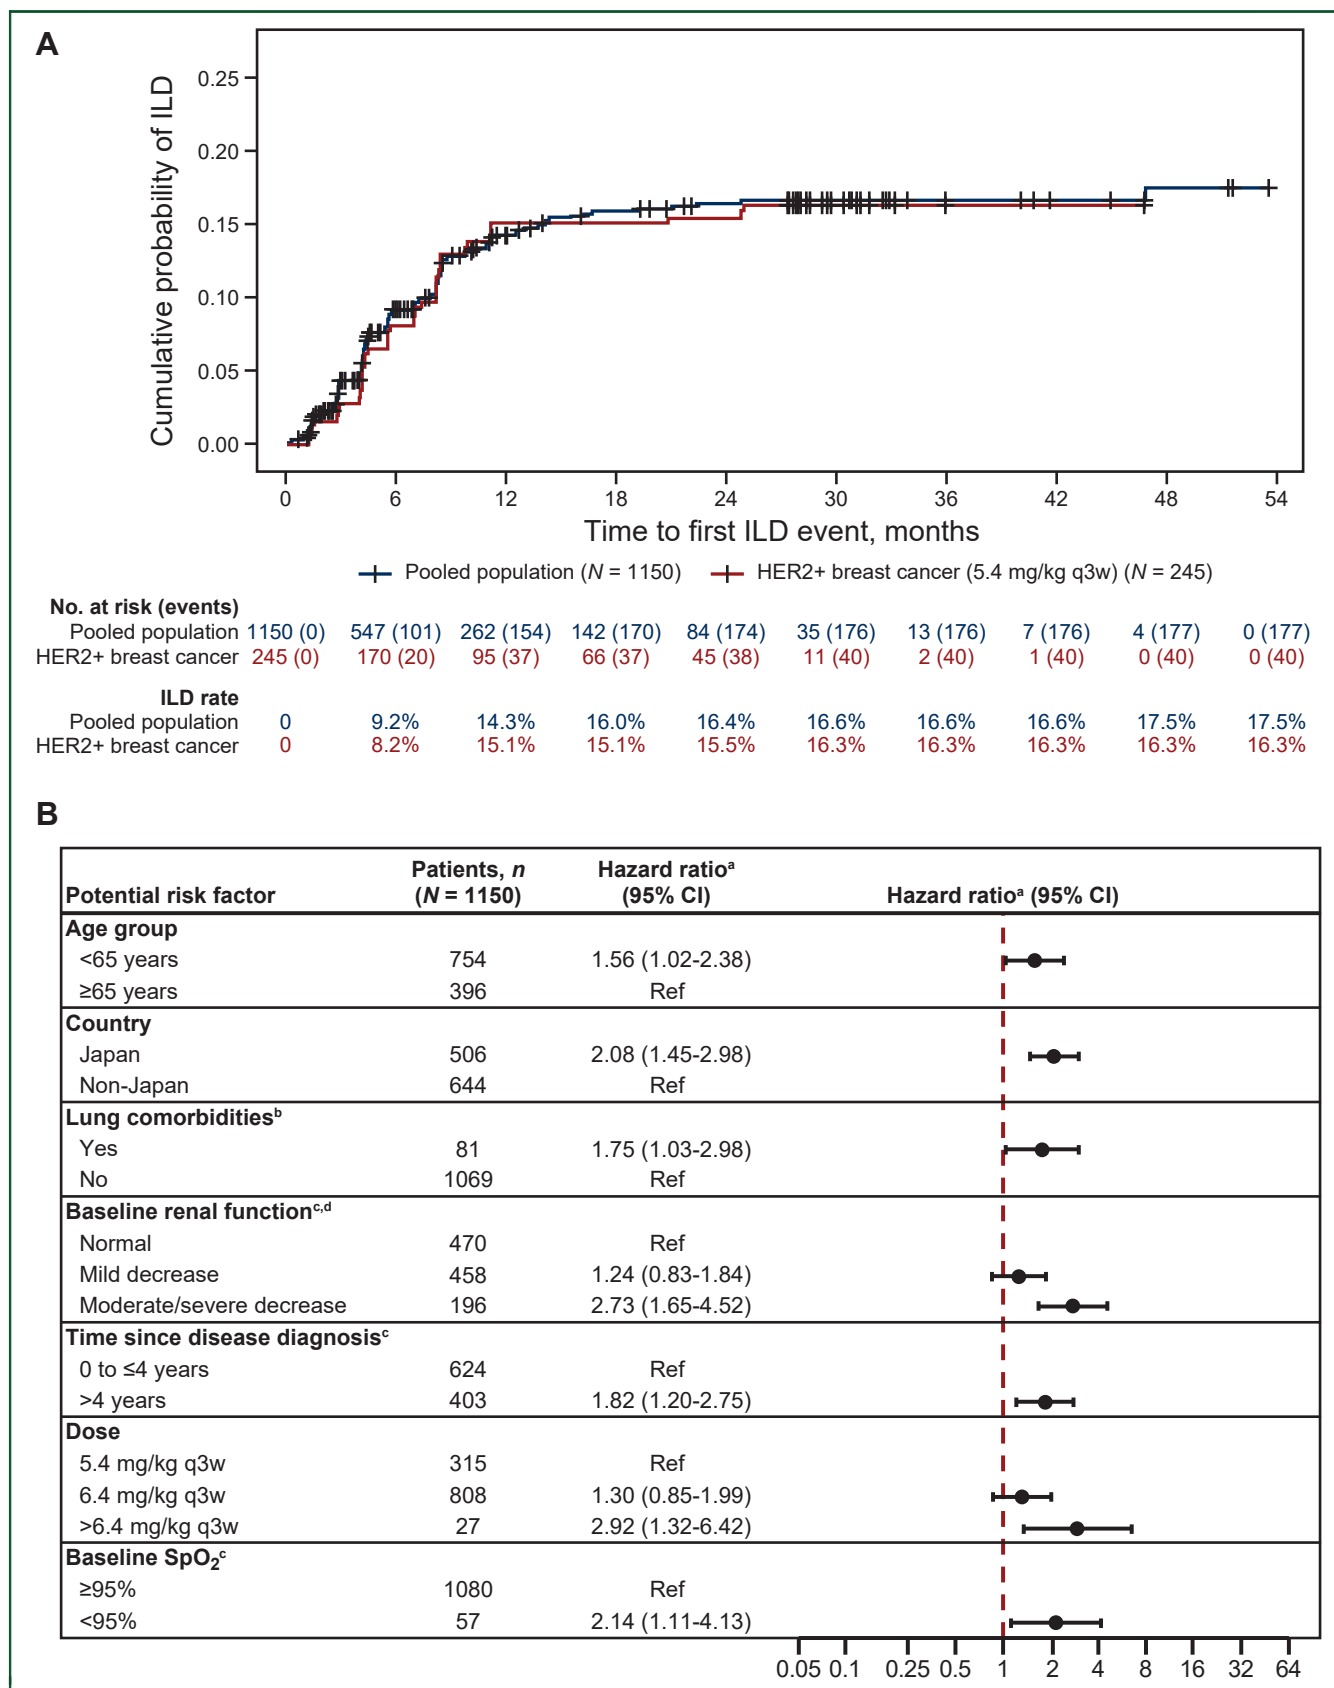 A
Cumulative probability of ILD
0.25
0.20
0.15
0.10
0.05
0.00
0 6 12 18 24 30 36 42 48 54
Time to first ILD event, months
Pooled population (N = 1150) HER2+ breast cancer (5.4 mg/kg q3w) (N = 245)
No. at risk (events)
Pooled population 1150 (0) 547 (101) 262 (154) 142 (170) 84 (174) 35 (176) 13 (176) 7 (176) 4 (177) 0 (177)
HER2+ breast cancer 245 (0) 170 (20) 95 (37) 66 (37) 45 (38) 11 (40) 2 (40) 1 (40) 0 (40) 0 (40)
ILD rate
Pooled population 0 9.2% 14.3% 16.0% 16.4% 16.6% 16.6% 16.6% 17.5% 17.5%
HER2+ breast cancer 0 8.2% 15.1% 15.1% 15.5% 16.3% 16.3% 16.3% 16.3% 16.3%
B
Potential risk factor Patients, n (N = 1150) Hazard ratioᵃ (95% CI) Hazard ratioᵃ (95% CI)
Age group
<65 years 754 1.56 (1.02-2.38)
≥65 years 396 Ref
Country
Japan 506 2.08 (1.45-2.98)
Non-Japan 644 Ref
Lung comorbiditiesᵇ
Yes 81 1.75 (1.03-2.98)
No 1069 Ref
Baseline renal functionᶜ,ᵈ
Normal 470 Ref
Mild decrease 458 1.24 (0.83-1.84)
Moderate/severe decrease 196 2.73 (1.65-4.52)
Time since disease diagnosisᶜ
0 to ≤4 years 624 Ref
>4 years 403 1.82 (1.20-2.75)
Dose
5.4 mg/kg q3w 315 Ref
6.4 mg/kg q3w 808 1.30 (0.85-1.99)
>6.4 mg/kg q3w 27 2.92 (1.32-6.42)
Baseline SpO₂ᶜ
≥95% 1080 Ref
<95% 57 2.14 (1.11-4.13)
0.05 0.1 0.25 0.5 1 2 4 8 16 32 64